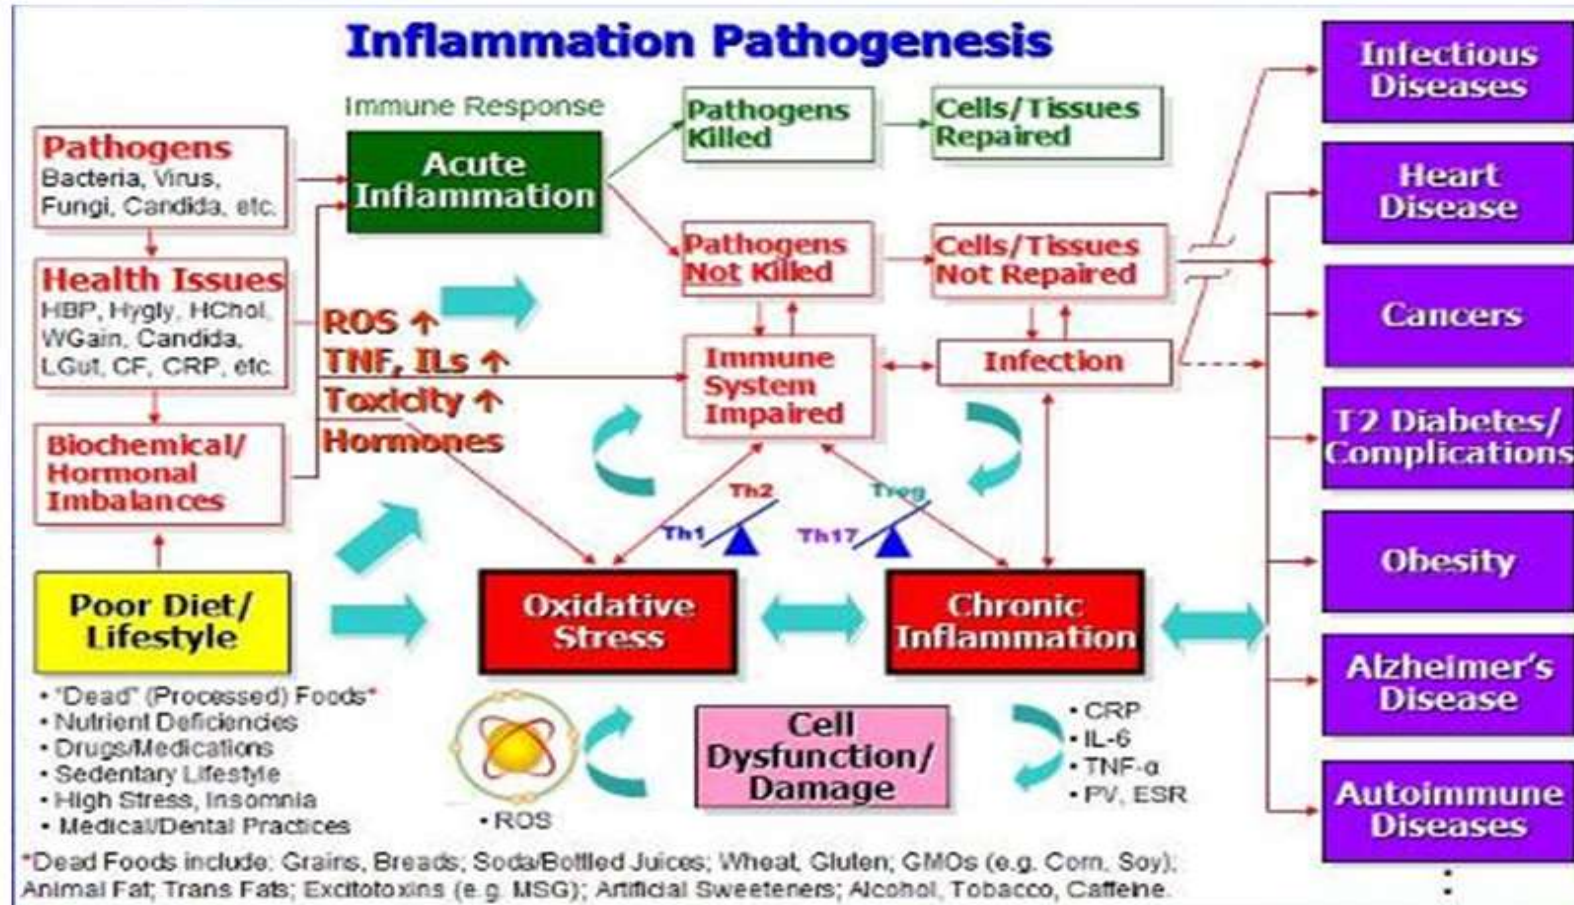 Inflammation Pathogenesis
Immune Response
Pathogens
Bacteria, Virus,
Fungi, Candida, etc.
Acute
Inflammation
Pathogens
Killed
Cells/Tissues
Repaired
Pathogens
Not Killed
Cells/Tissues
Not Repaired
Health Issues
HBP, Hygly, HChol,
WGain, Candida,
LGut, CF, CRP, etc.
ROS ↑
TNF, ILs ↑
Toxicity ↑
Hormones
Immune
System
Impaired
Infection
Biochemical/
Hormonal
Imbalances
Th2
Th1
Treg
Th17
Poor Diet/
Lifestyle
Oxidative
Stress
Chronic
Inflammation
• "Dead" (Processed) Foods*
• Nutrient Deficiencies
• Drugs/Medications
• Sedentary Lifestyle
• High Stress, Insomnia
• Medical/Dental Practices
• ROS
Cell
Dysfunction/
Damage
• CRP
• IL-6
• TNF-α
• PV, ESR
*Dead Foods include: Grains, Breads; Soda/Bottled Juices; Wheat, Gluten; GMOs (e.g. Corn, Soy);
Animal Fat; Trans Fats; Excitotoxins (e.g. MSG); Artificial Sweeteners; Alcohol, Tobacco, Caffeine.
Infectious
Diseases
Heart
Disease
Cancers
T2 Diabetes/
Complications
Obesity
Alzheimer's
Disease
Autoimmune
Diseases